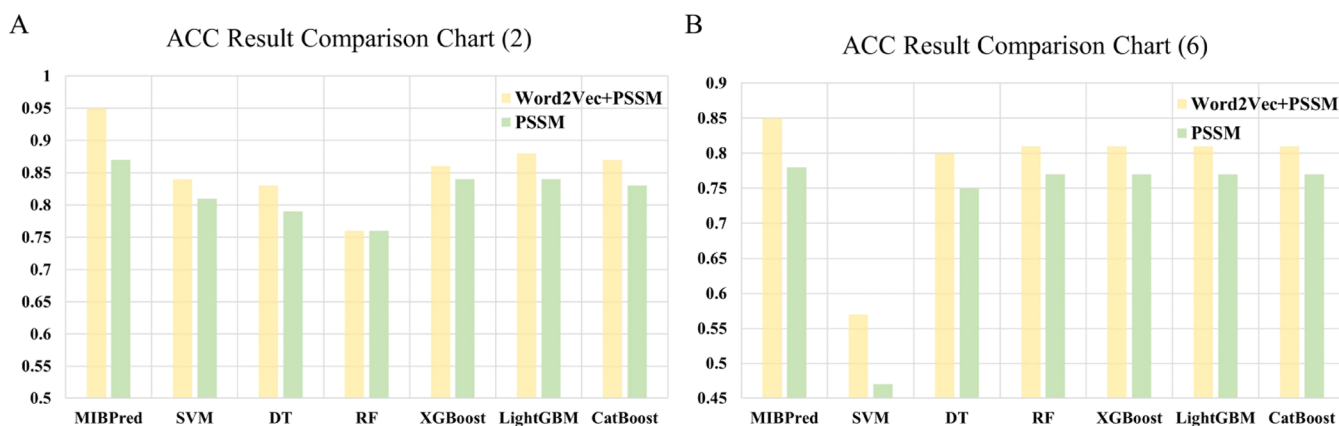 A
ACC Result Comparison Chart (2)
1
0.95
0.9
0.85
0.8
0.75
0.7
0.65
0.6
0.55
0.5
Word2Vec+PSSM
PSSM
MIBPred SVM DT RF XGBoost LightGBM CatBoost
B
ACC Result Comparison Chart (6)
0.9
0.85
0.8
0.75
0.7
0.65
0.6
0.55
0.5
0.45
Word2Vec+PSSM
PSSM
MIBPred SVM DT RF XGBoost LightGBM CatBoost